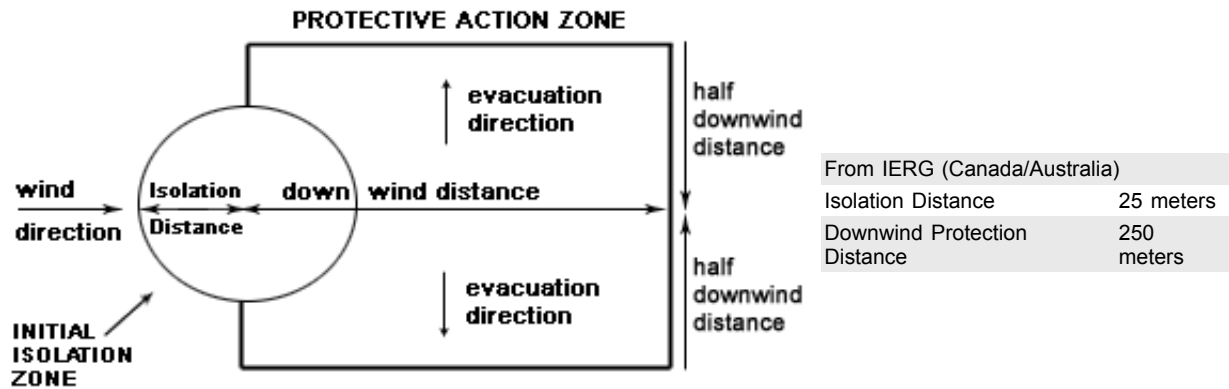 PROTECTIVE ACTION ZONE
evacuation
direction
half
downwind
distance
wind
direction
Isolation
Distance
down wind distance
evacuation
direction
half
downwind
distance
INITIAL
ISOLATION
ZONE
From IERG (Canada/Australia)
Isolation Distance 25 meters
Downwind Protection 250
Distance meters